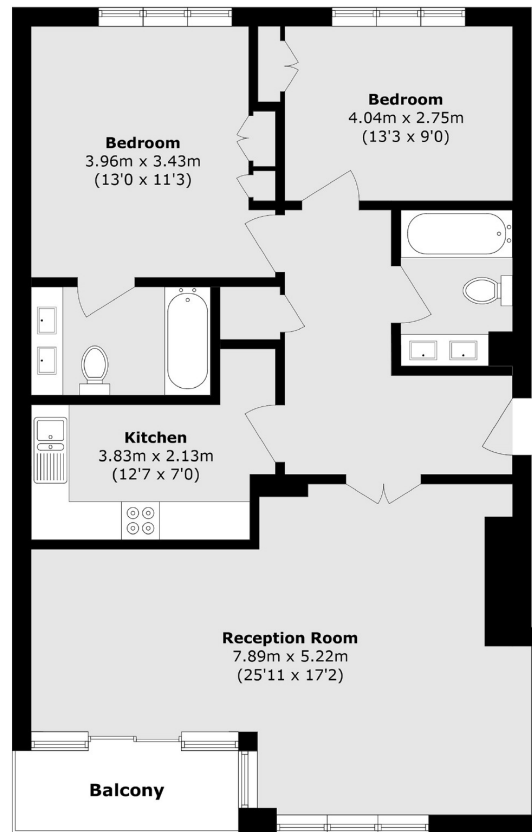 Bedroom
3.96m x 3.43m
(13'0 x 11'3)
Bedroom
4.04m x 2.75m
(13'3 x 9'0)
Kitchen
3.83m x 2.13m
(12'7 x 7'0)
Reception Room
7.89m x 5.22m
(25'11 x 17'2)
Balcony